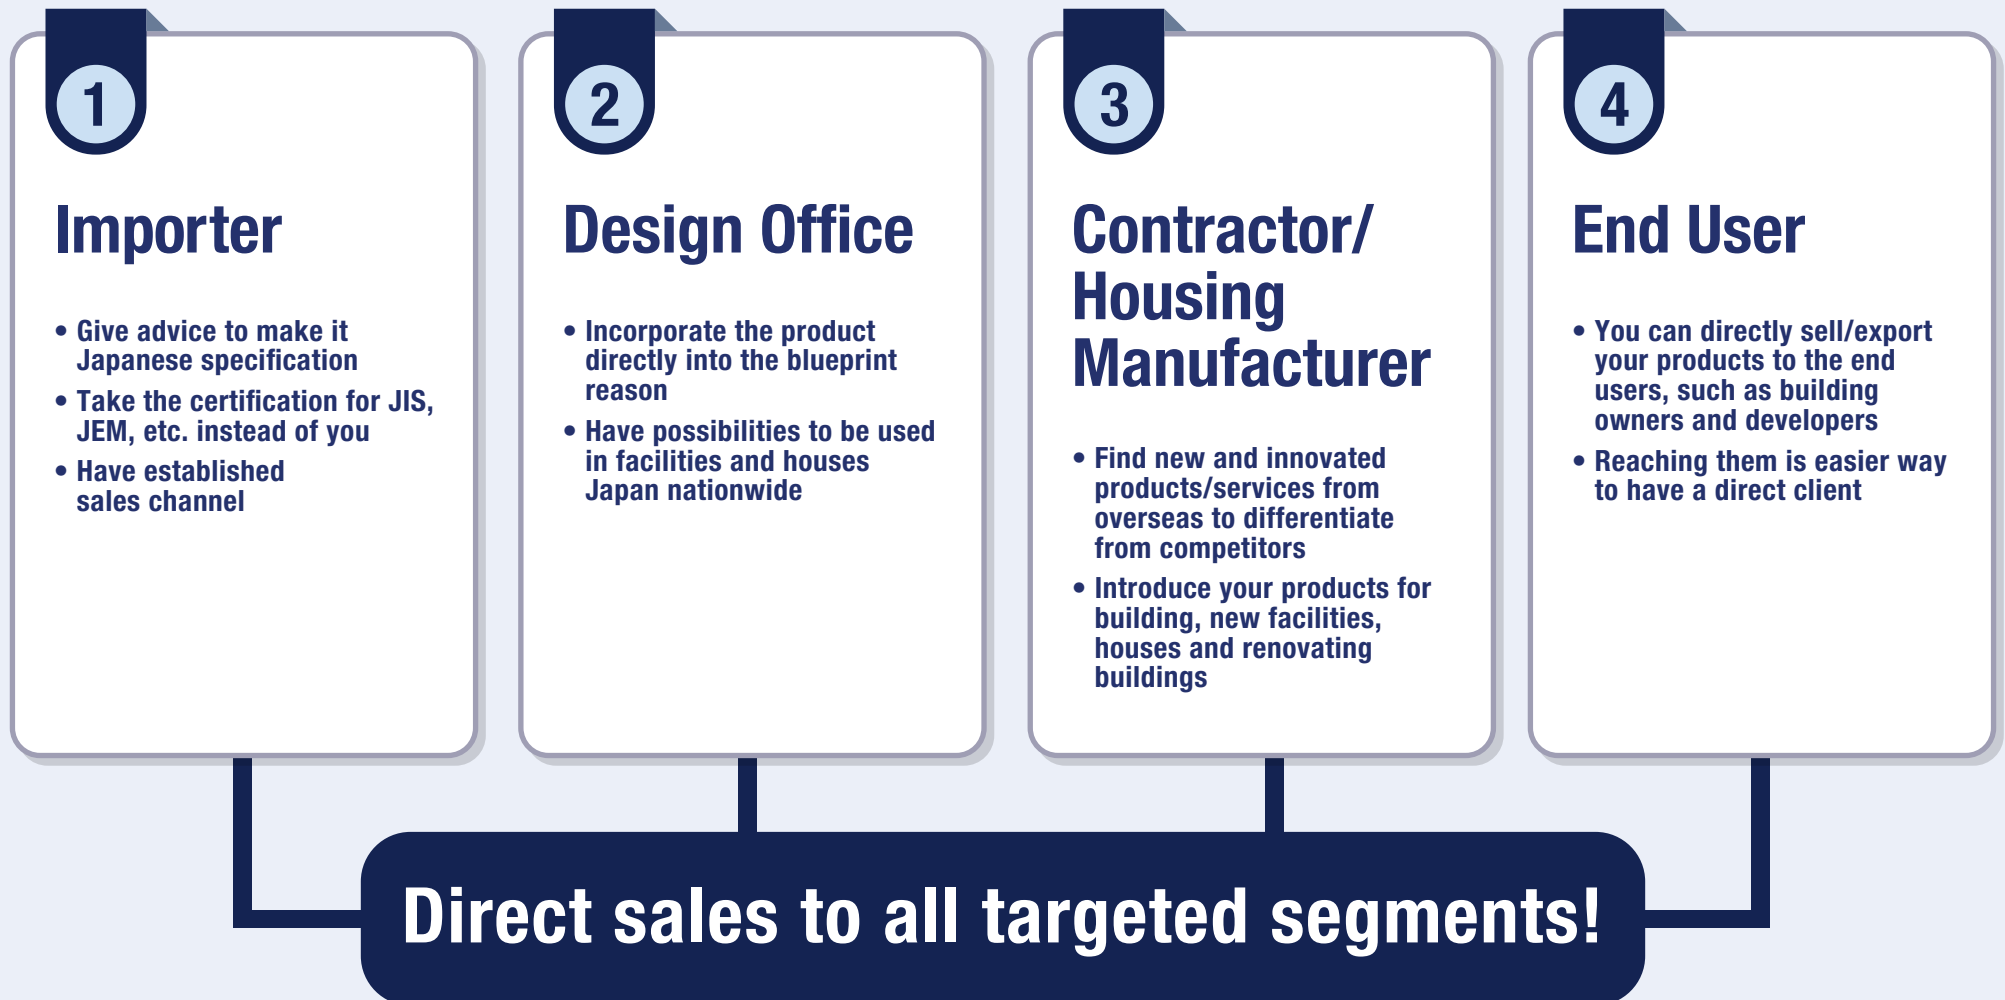 1
Importer
• Give advice to make it
Japanese specification
• Take the certification for JIS,
JEM, etc. instead of you
• Have established
sales channel
2
Design Office
• Incorporate the product
directly into the blueprint
reason
• Have possibilities to be used
in facilities and houses
Japan nationwide
3
Contractor/
Housing
Manufacturer
• Find new and innovated
products/services from
overseas to differentiate
from competitors
• Introduce your products for
building, new facilities,
houses and renovating
buildings
4
End User
• You can directly sell/export
your products to the end
users, such as building
owners and developers
• Reaching them is easier way
to have a direct client
Direct sales to all targeted segments!